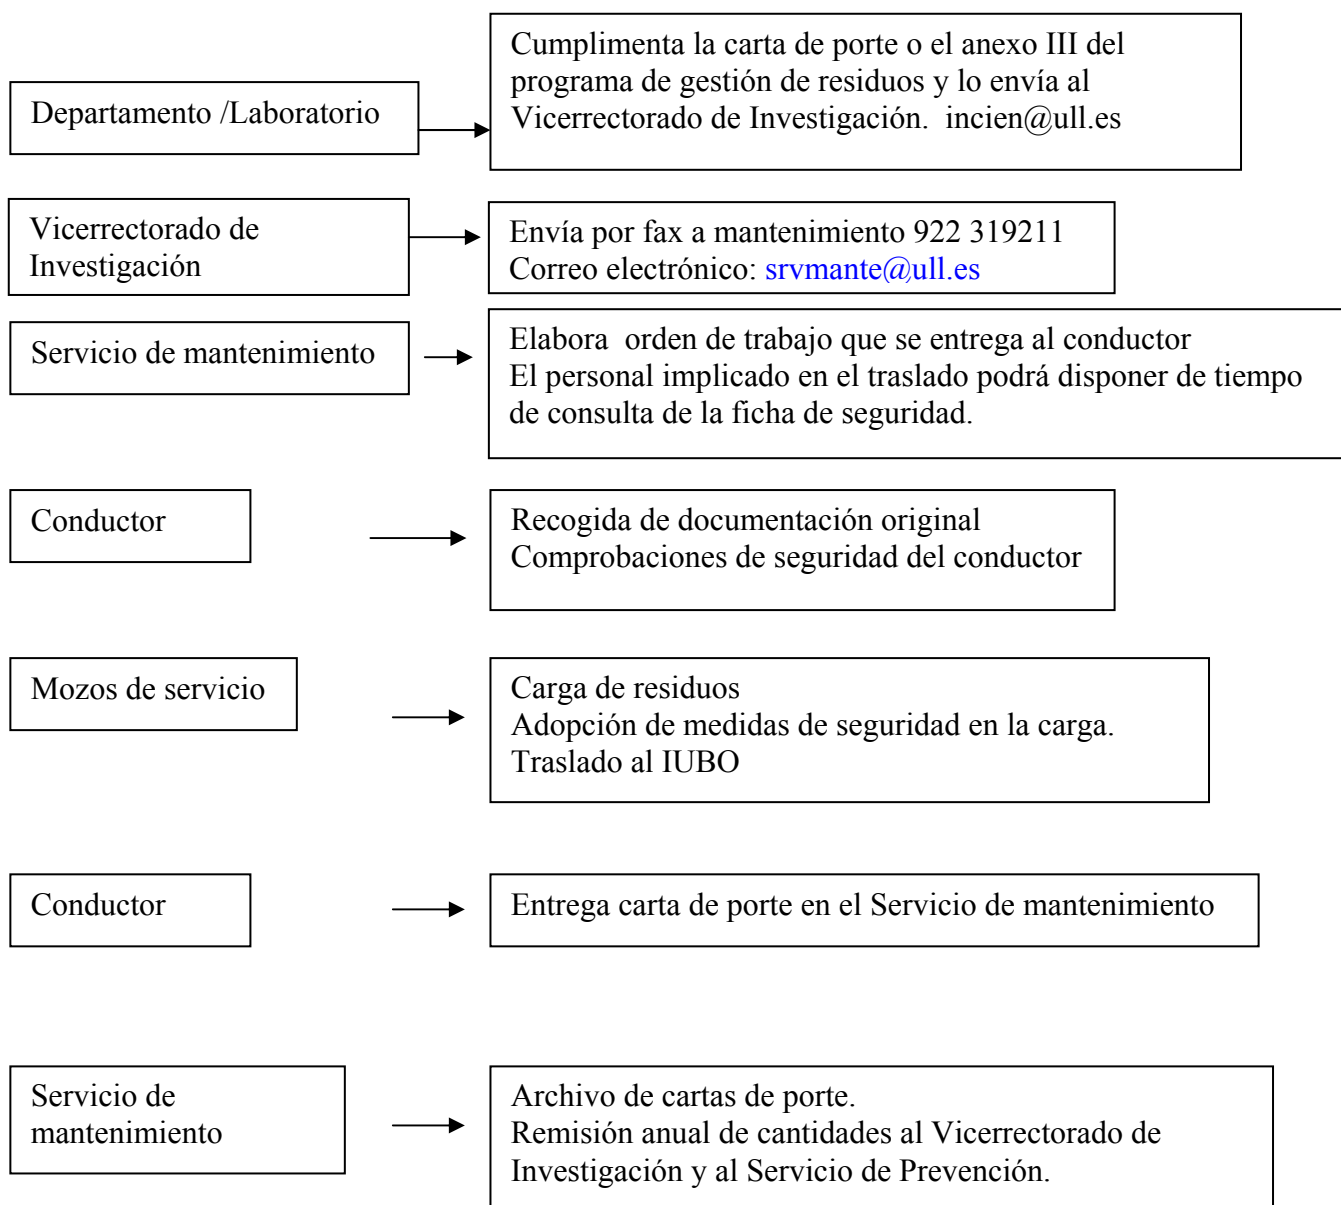 Departamento /Laboratorio
Cumplimenta la carta de porte o el anexo III del
programa de gestión de residuos y lo envía al
Vicerrectorado de Investigación.  incien@ull.es
Vicerrectorado de
Investigación
Envía por fax a mantenimiento 922 319211
Correo electrónico: srvmante@ull.es
Servicio de mantenimiento
Elabora  orden de trabajo que se entrega al conductor
El personal implicado en el traslado podrá disponer de tiempo
de consulta de la ficha de seguridad.
Conductor
Recogida de documentación original
Comprobaciones de seguridad del conductor
Mozos de servicio
Carga de residuos
Adopción de medidas de seguridad en la carga.
Traslado al IUBO
Conductor
Entrega carta de porte en el Servicio de mantenimiento
Servicio de
mantenimiento
Archivo de cartas de porte.
Remisión anual de cantidades al Vicerrectorado de
Investigación y al Servicio de Prevención.